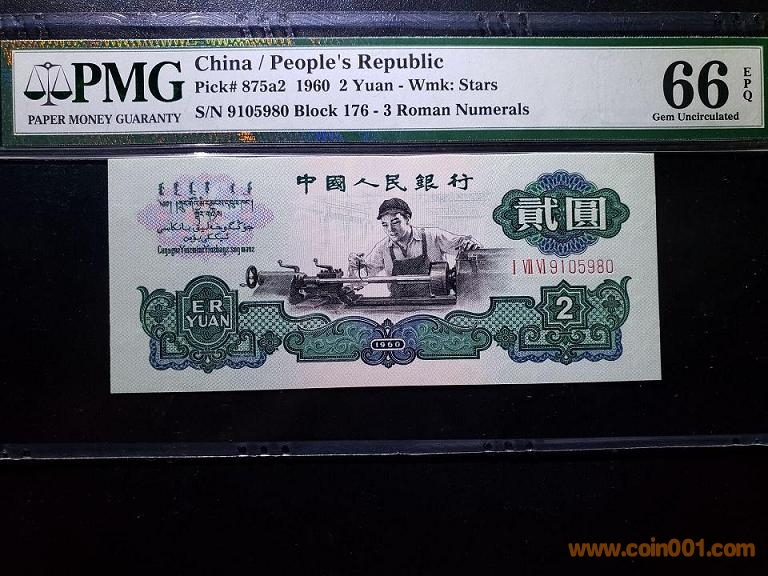 PMG
PAPER MONEY GUARANTY
China / People's Republic
Pick# 875a2 1960 2 Yuan - Wmk: Stars
S/N 9105980 Block 176 - 3 Roman Numerals
66 EPQ
Gem Uncirculated
中國人民銀行
貳圓
I VII VI 9105980
ER
YUAN
2
1960
www.coin001.com